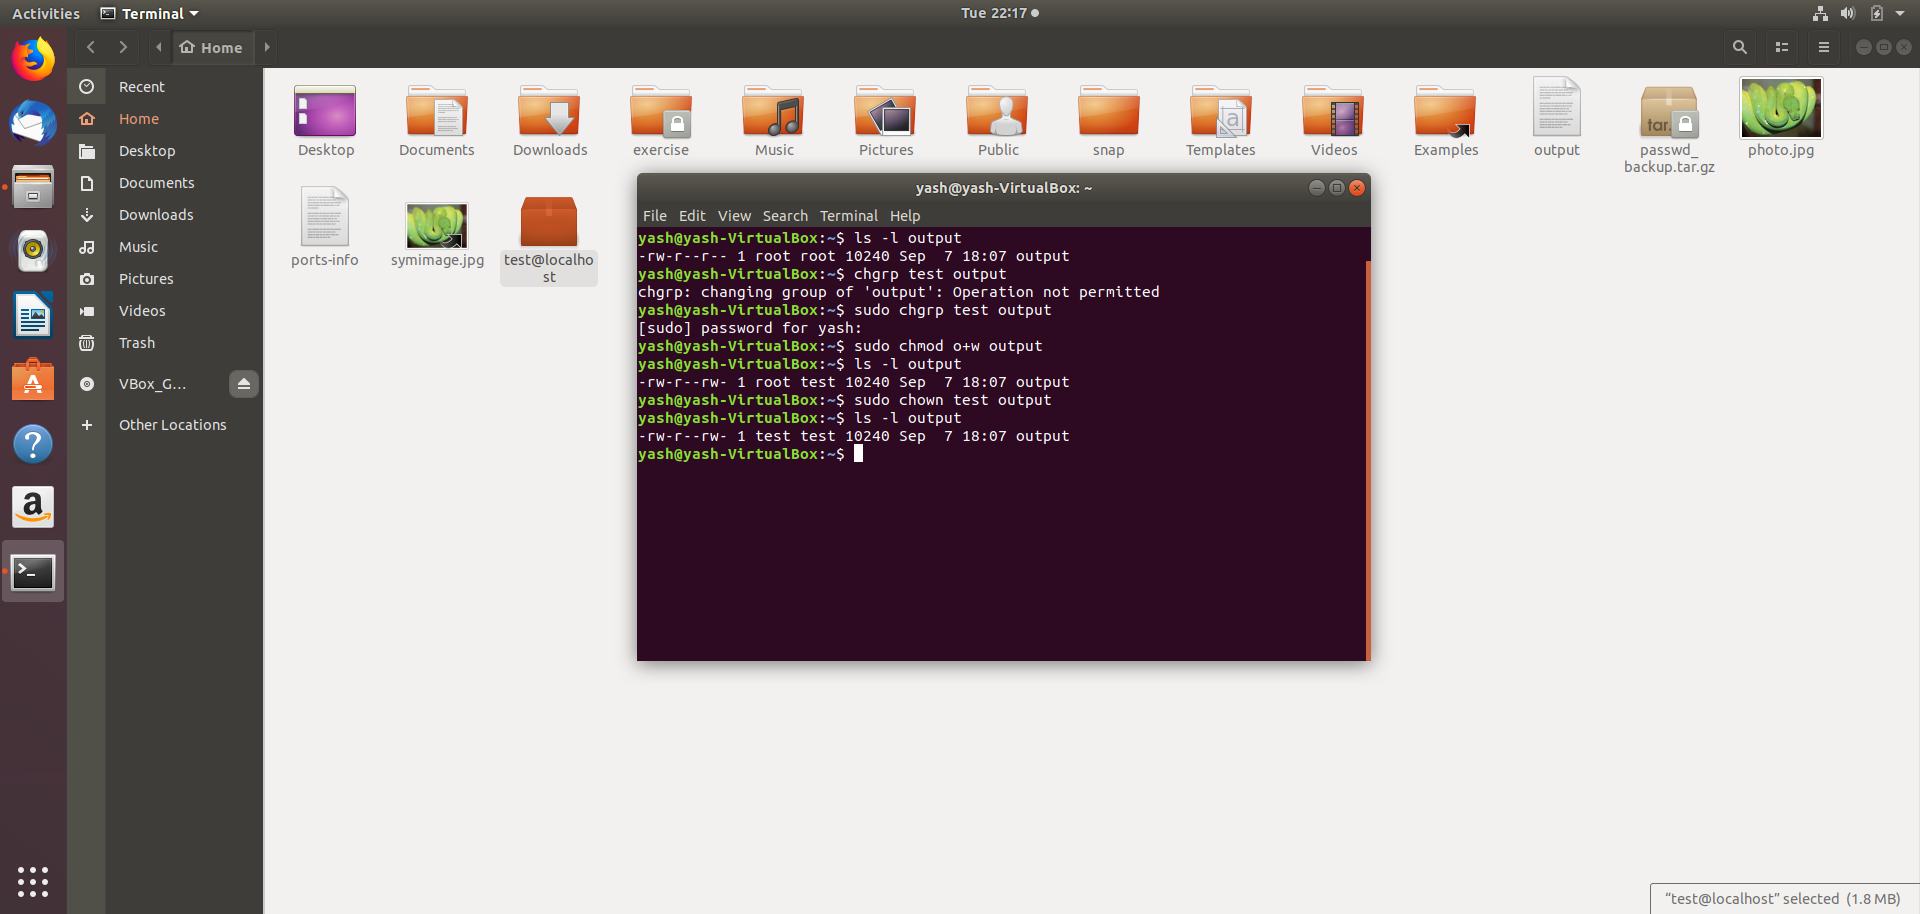 Activities Terminal Tue 22:17
Home
Recent
Home
Desktop
Documents
Downloads
Music
Pictures
Videos
Trash
VBox_G…
Other Locations
Desktop Documents Downloads exercise Music Pictures Public snap Templates Videos Examples output passwd_ photo.jpg
backup.tar.gz
ports-info symimage.jpg test@localho
st
yash@yash-VirtualBox: ~
File Edit View Search Terminal Help
yash@yash-VirtualBox:~$ ls -l output
-rw-r--r-- 1 root root 10240 Sep  7 18:07 output
yash@yash-VirtualBox:~$ chgrp test output
chgrp: changing group of 'output': Operation not permitted
yash@yash-VirtualBox:~$ sudo chgrp test output
[sudo] password for yash:
yash@yash-VirtualBox:~$ sudo chmod o+w output
yash@yash-VirtualBox:~$ ls -l output
-rw-r--rw- 1 root test 10240 Sep  7 18:07 output
yash@yash-VirtualBox:~$ sudo chown test output
yash@yash-VirtualBox:~$ ls -l output
-rw-r--rw- 1 test test 10240 Sep  7 18:07 output
yash@yash-VirtualBox:~$
"test@localhost" selected (1.8 MB)